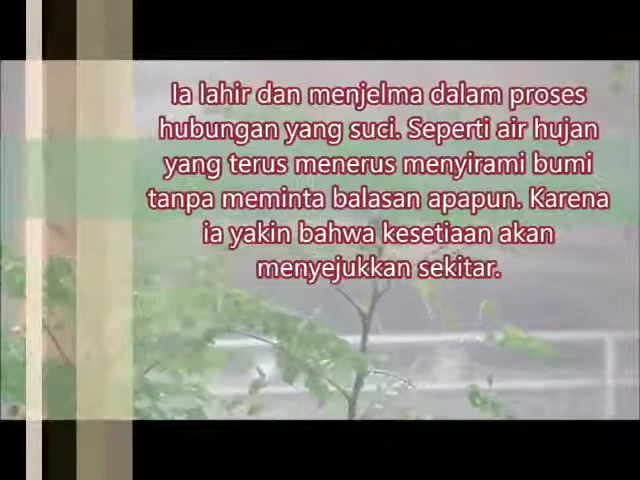 Ia lahir dan menjelma dalam proses
hubungan yang suci. Seperti air hujan
yang terus menerus menyirami bumi
tanpa meminta balasan apapun. Karena
ia yakin bahwa kesetiaan akan
menyejukkan sekitar.